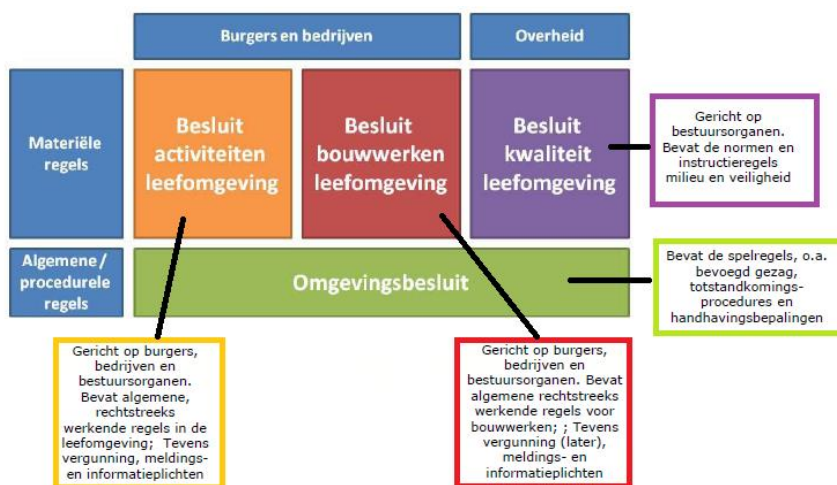 Burgers en bedrijven
Overheid
Materiële
regels
Besluit
activiteiten
leefomgeving
Besluit
bouwwerken
leefomgeving
Besluit
kwaliteit
leefomgeving
Gericht op
bestuursorganen.
Bevat de normen en
instructieregels
milieu en veiligheid
Algemene /
procedurele
regels
Omgevingsbesluit
Bevat de spelregels, o.a.
bevoegd gezag,
totstandkomings-
procedures en
handhavingsbepalingen
Gericht op burgers,
bedrijven en
bestuursorganen.
Bevat algemene,
rechtstreeks
werkende regels in de
leefomgeving; Tevens
vergunning, meldings-
en informatieplichten
Gericht op burgers,
bedrijven en
bestuursorganen. Bevat
algemene rechtstreeks
werkende regels voor
bouwwerken; ; Tevens
vergunning (later),
meldings- en
informatieplichten